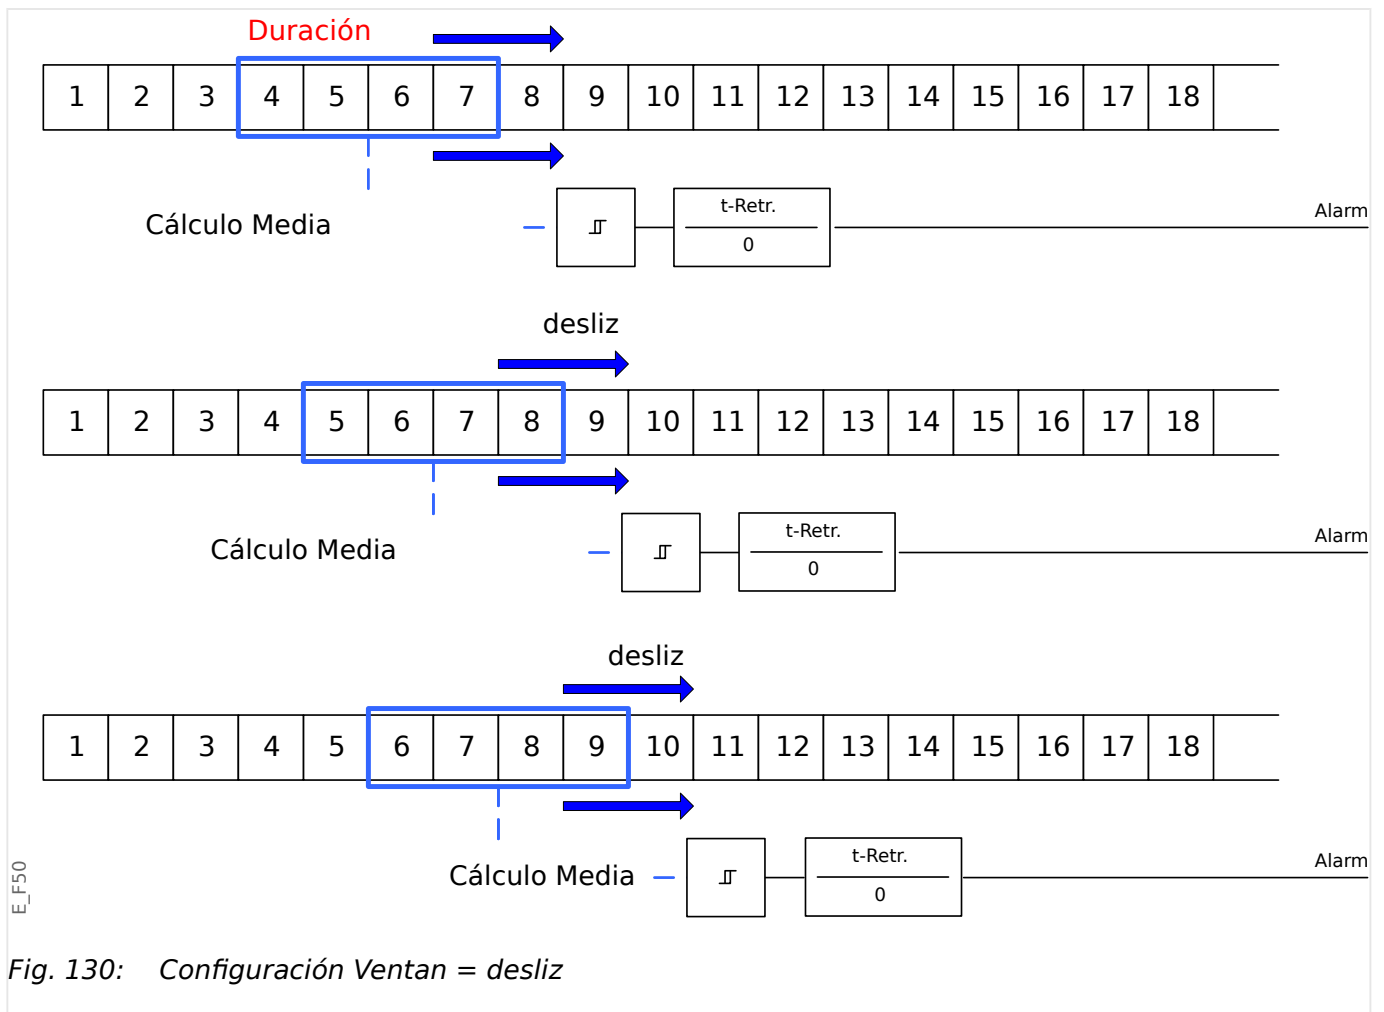 Duración
1 2 3 4 5 6 7 8 9 10 11 12 13 14 15 16 17 18
t-Retr.
Alarm
Cálculo Media
0
desliz
1 2 3 4 5 6 7 8 9 10 11 12 13 14 15 16 17 18
t-Retr.
Alarm
Cálculo Media
0
desliz
1 2 3 4 5 6 7 8 9 10 11 12 13 14 15 16 17 18
t-Retr.
Alarm
Cálculo Media
0
E_F50
Fig. 130: Configuración Ventan = desliz